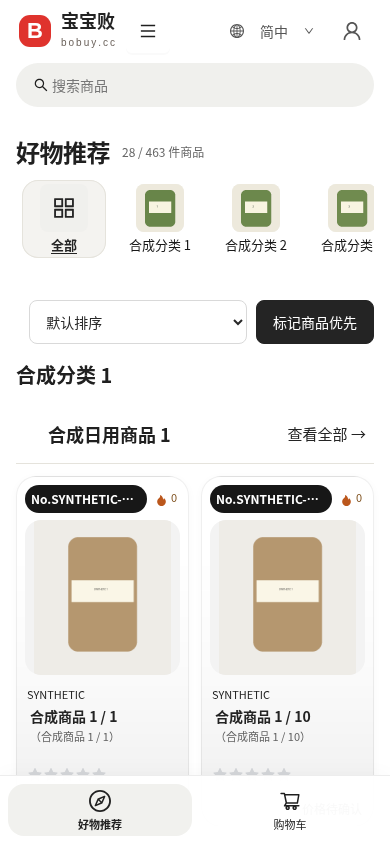 B 宝宝败
bobuy.cc
简中
搜索商品
好物推荐 28 / 463 件商品
全部 合成分类 1 合成分类 2 合成分类
默认排序 标记商品优先
合成分类 1
合成日用商品 1 查看全部 →
No.SYNTHETIC-··· 0 No.SYNTHETIC-··· 0
SYNTHETIC SYNTHETIC
合成商品 1 / 1 合成商品 1 / 10
（合成商品 1 / 1） （合成商品 1 / 10）
好物推荐 购物车